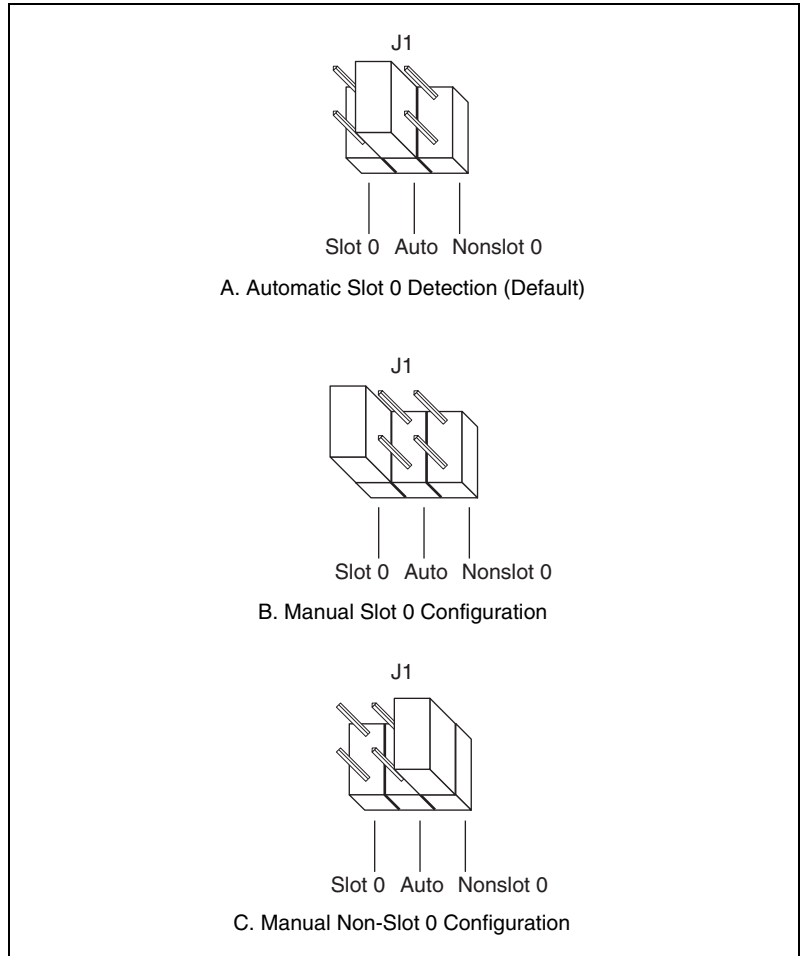 J1
Slot 0 Auto Nonslot 0
A. Automatic Slot 0 Detection (Default)
J1
Slot 0 Auto Nonslot 0
B. Manual Slot 0 Configuration
J1
Slot 0 Auto Nonslot 0
C. Manual Non-Slot 0 Configuration